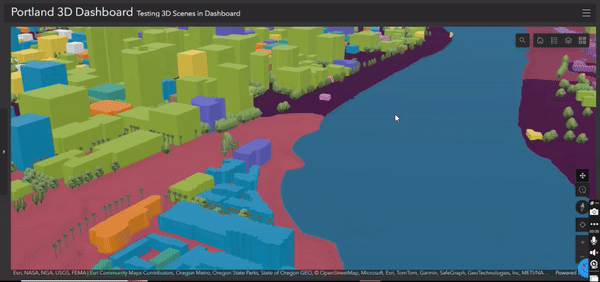 Portland 3D Dashboard Testing 3D Scenes in Dashboard
Esri, NASA, NGA, USGS, FEMA | Esri Community Maps Contributors, Oregon Metro, Oregon State Parks, State of Oregon GEO, © OpenStreetMap, Microsoft, Esri, TomTom, Garmin, SafeGraph, GeoTechnologies, Inc, METI/NA... Powered